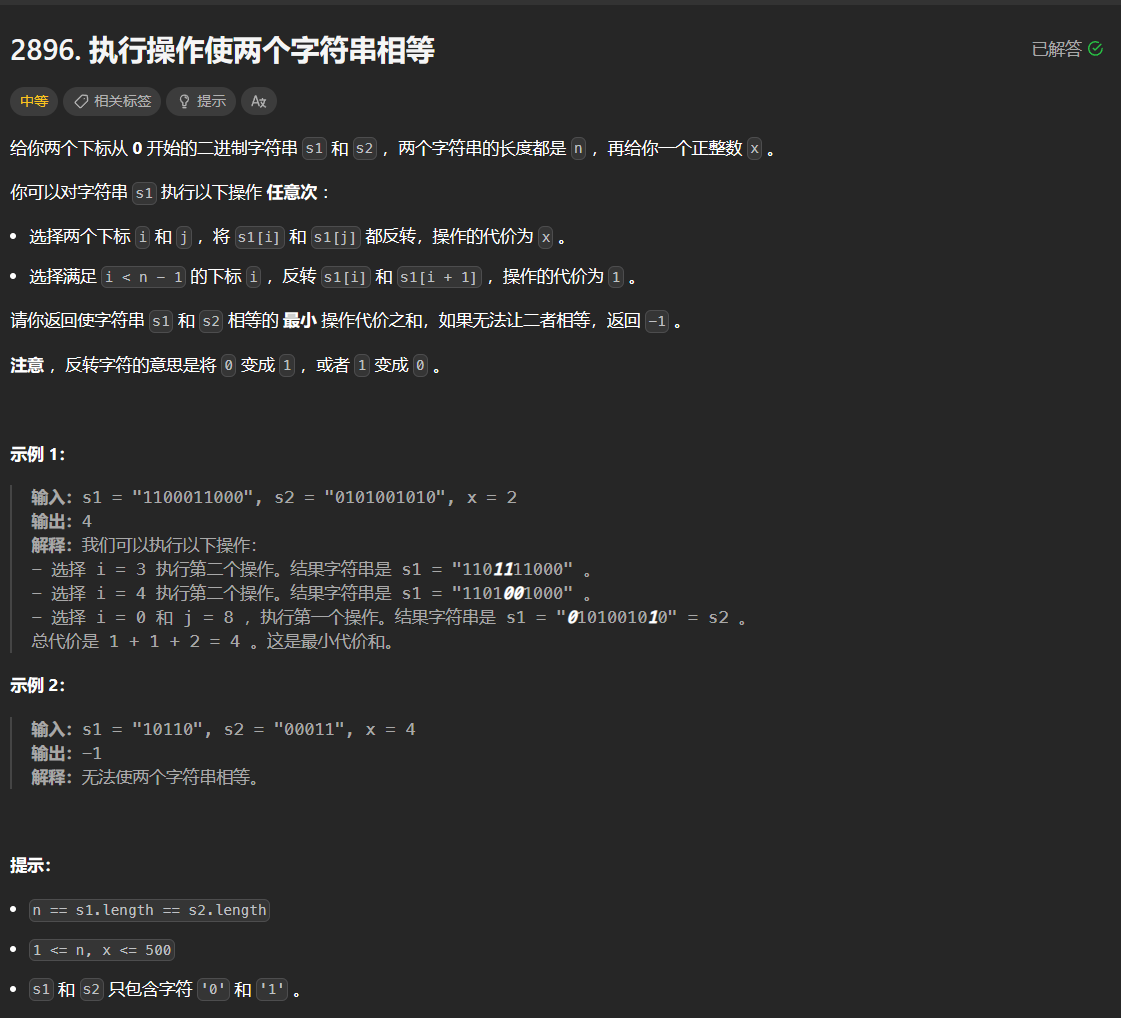 2896. 执行操作使两个字符串相等
已解答
中等 相关标签 提示 Aₓ
给你两个下标从 0 开始的二进制字符串 s1 和 s2 ，两个字符串的长度都是 n ，再给你一个正整数 x 。
你可以对字符串 s1 执行以下操作 任意次 ：
• 选择两个下标 i 和 j ，将 s1[i] 和 s1[j] 都反转，操作的代价为 x 。
• 选择满足 i < n - 1 的下标 i ，反转 s1[i] 和 s1[i + 1] ，操作的代价为 1 。
请你返回使字符串 s1 和 s2 相等的 最小 操作代价之和，如果无法让二者相等，返回 -1 。
注意 ，反转字符的意思是将 0 变成 1 ，或者 1 变成 0 。
示例 1：
输入：s1 = "1100011000", s2 = "0101001010", x = 2
输出：4
解释：我们可以执行以下操作：
- 选择 i = 3 执行第二个操作。结果字符串是 s1 = "1101111000" 。
- 选择 i = 4 执行第二个操作。结果字符串是 s1 = "1101001000" 。
- 选择 i = 0 和 j = 8 ，执行第一个操作。结果字符串是 s1 = "0101001010" = s2 。
总代价是 1 + 1 + 2 = 4 。这是最小代价和。
示例 2：
输入：s1 = "10110", s2 = "00011", x = 4
输出：-1
解释：无法使两个字符串相等。
提示：
• n == s1.length == s2.length
• 1 <= n, x <= 500
• s1 和 s2 只包含字符 '0' 和 '1' 。